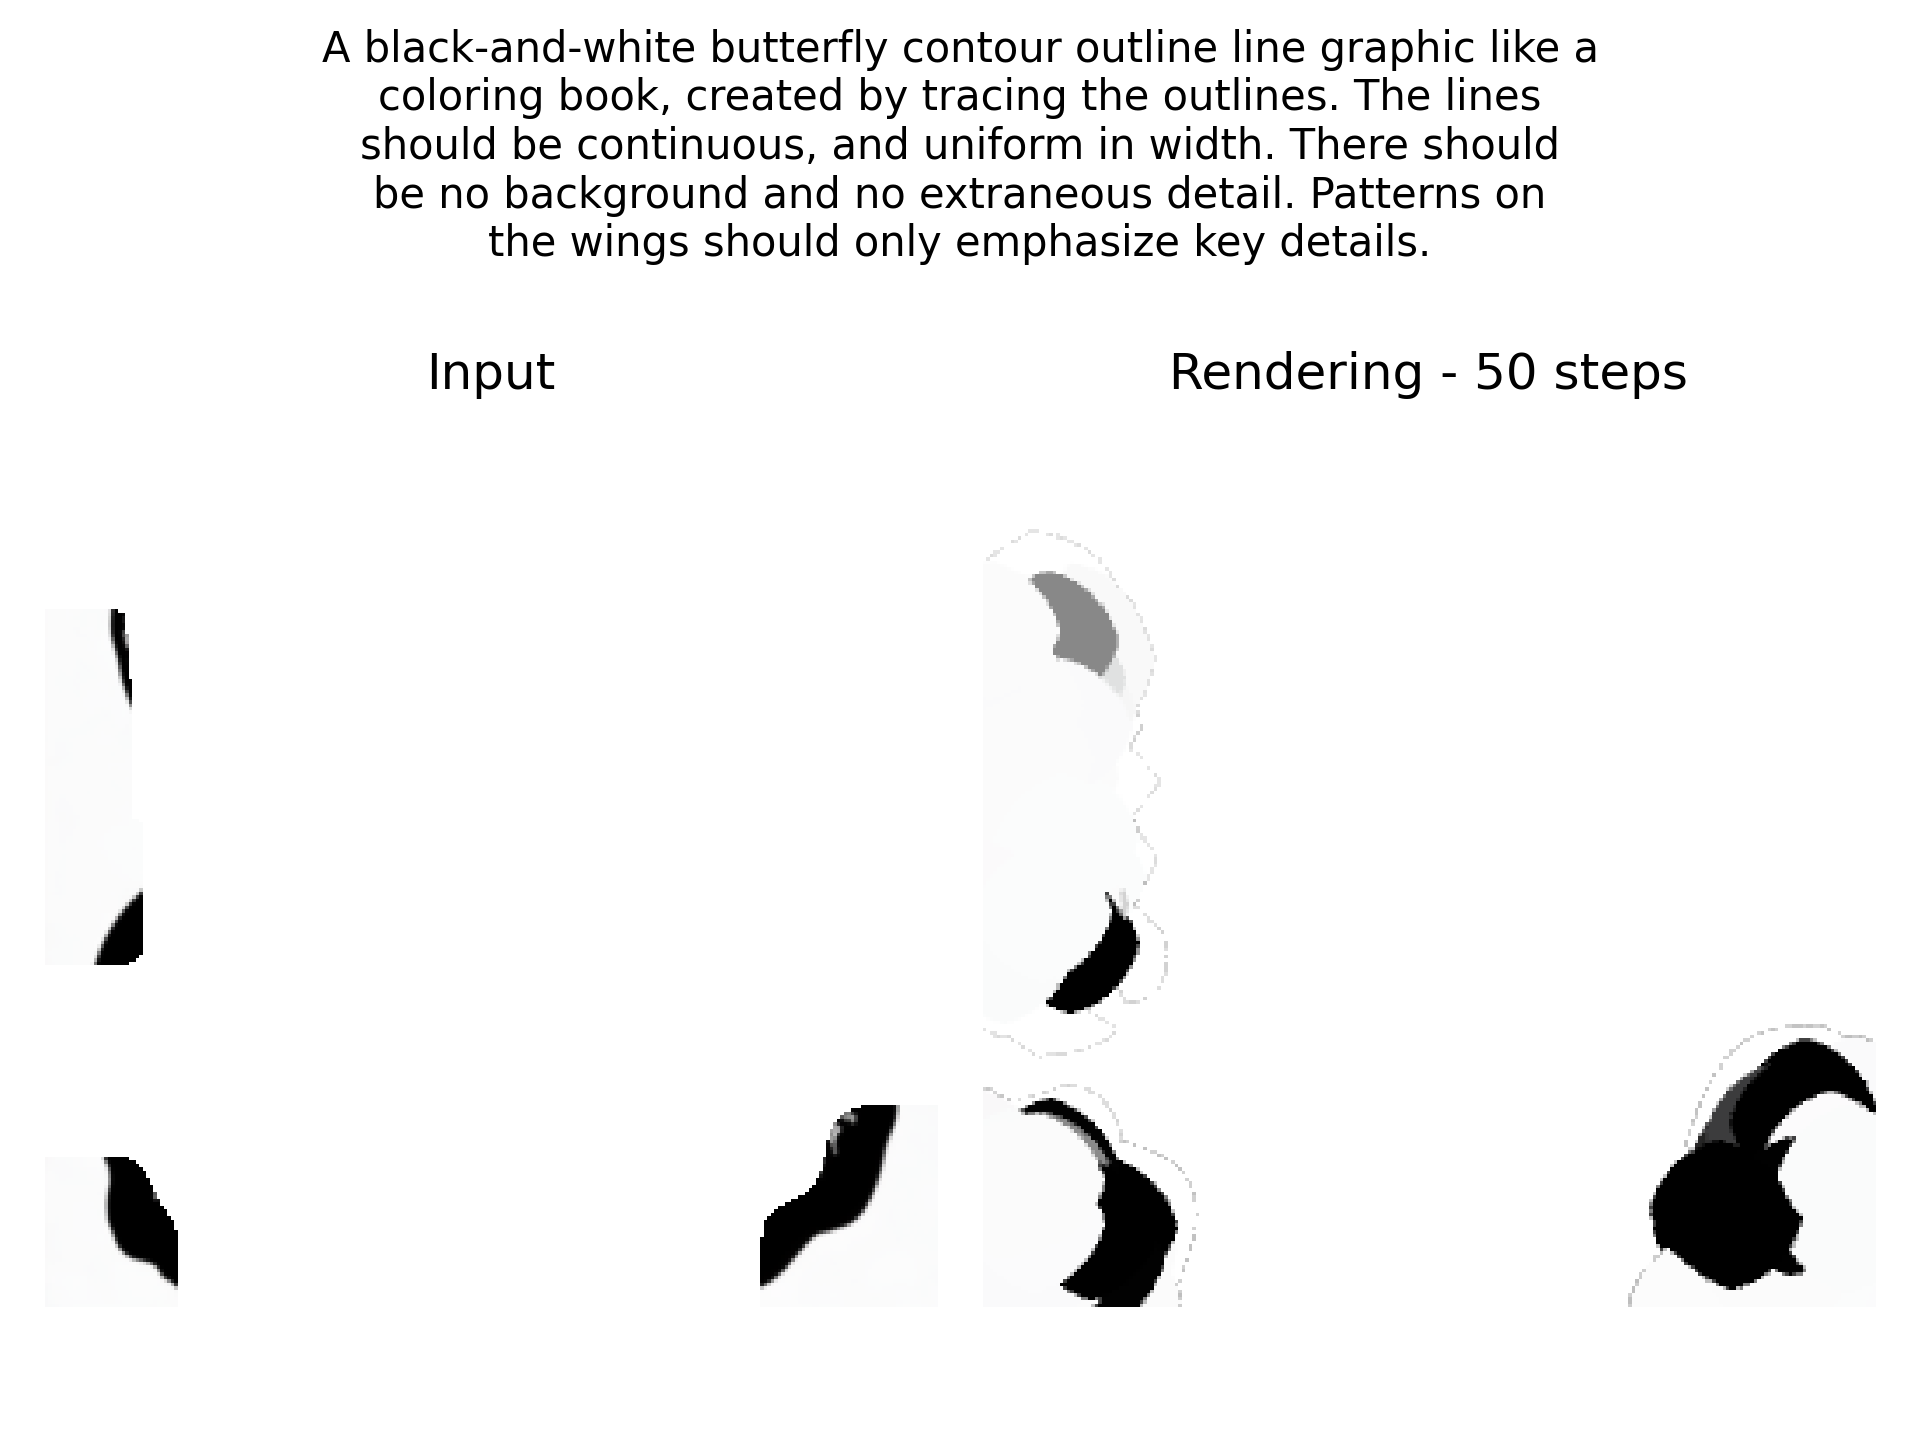 A black-and-white butterfly contour outline line graphic like a
coloring book, created by tracing the outlines. The lines
should be continuous, and uniform in width. There should
be no background and no extraneous detail. Patterns on
the wings should only emphasize key details.
Input
Rendering - 50 steps